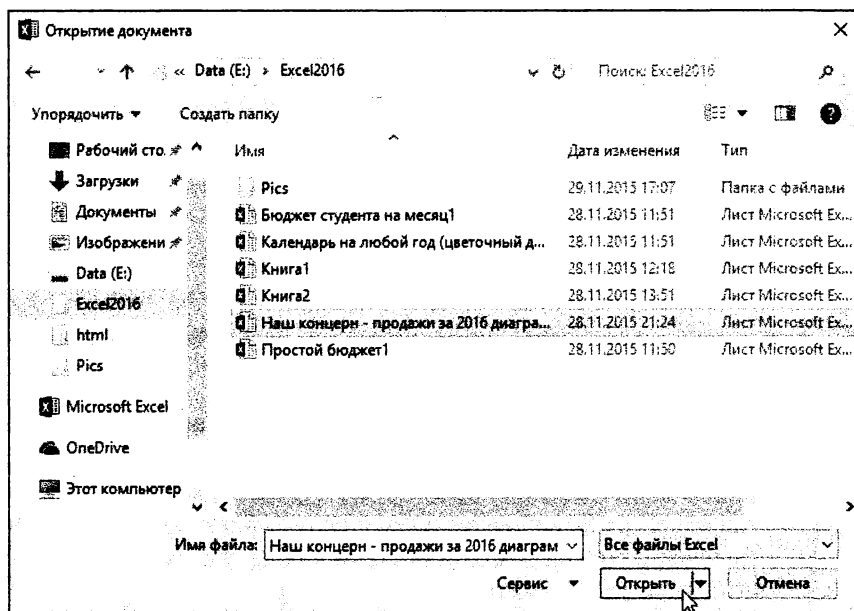 Открытие документа
« Data (E:) › Excel2016
Поиск: Excel2016
Упорядочить Создать папку
Имя Дата изменения Тип
Рабочий сто.
Загрузки
Документы
Изображени
Data (E:)
Excel2016
html
Pics
Microsoft Excel
OneDrive
Этот компьютер
Pics 29.11.2015 17:07 Папка с файлами
Бюджет студента на месяц1 28.11.2015 11:51 Лист Microsoft Ex...
Календарь на любой год (цветочный д... 28.11.2015 11:51 Лист Microsoft Ex...
Книга1 28.11.2015 12:18 Лист Microsoft Ex...
Книга2 28.11.2015 13:51 Лист Microsoft Ex...
Наш концерн - продажи за 2016 диагра... 28.11.2015 21:24 Лист Microsoft Ex...
Простой бюджет1 28.11.2015 11:50 Лист Microsoft Ex...
Имя файла: Наш концерн - продажи за 2016 диаграм Все файлы Excel
Сервис Открыть Отмена